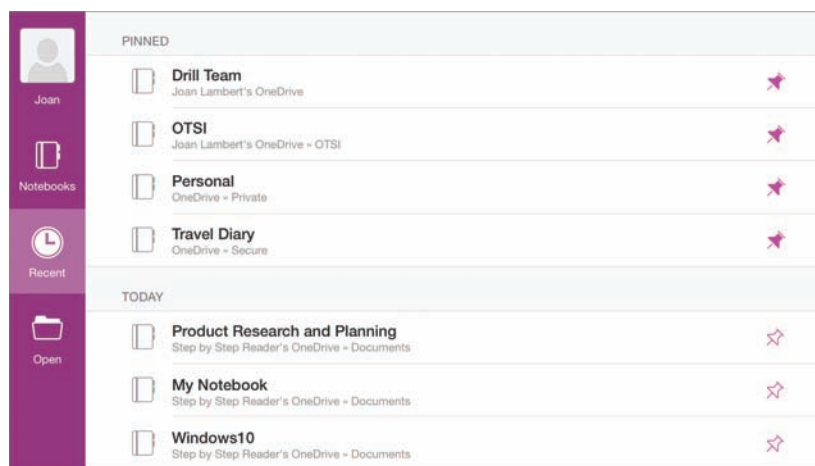 Joan
Notebooks
Recent
Open
PINNED
Drill Team
Joan Lambert's OneDrive
OTSI
Joan Lambert's OneDrive » OTSI
Personal
OneDrive » Private
Travel Diary
OneDrive » Secure
TODAY
Product Research and Planning
Step by Step Reader's OneDrive » Documents
My Notebook
Step by Step Reader's OneDrive » Documents
Windows10
Step by Step Reader's OneDrive » Documents